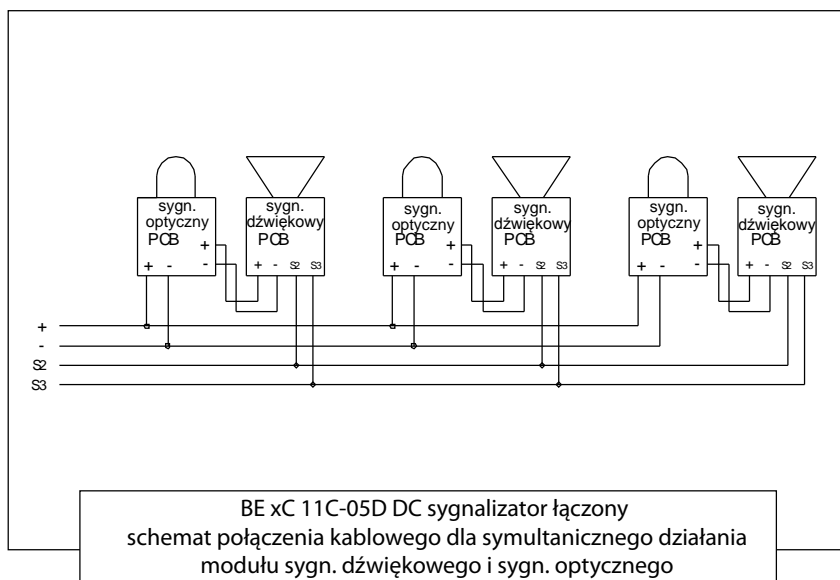 sygn.
optyczny
PCB
+
-
+ -
sygn.
dźwiękowy
PCB
+ - S2 S3
sygn.
optyczny
PCB
+
-
+ -
sygn.
dźwiękowy
PCB
+ - S2 S3
sygn.
optyczny
PCB
+
-
+ -
sygn.
dźwiękowy
PCB
+ - S2 S3
+
-
S2
S3
BE xC 11C-05D DC sygnalizator łączony
schemat połączenia kablowego dla symultanicznego działania
modułu sygn. dźwiękowego i sygn. optycznego